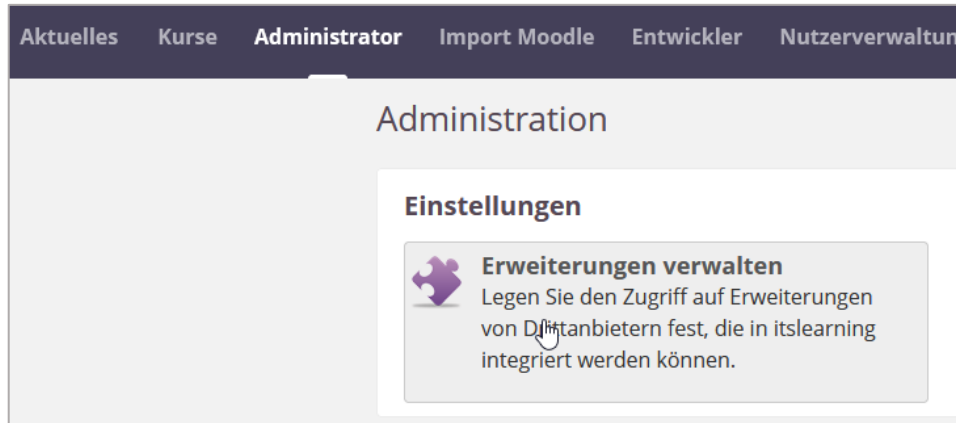 Aktuelles Kurse Administrator Import Moodle Entwickler Nutzerverwaltun
Administration
Einstellungen
Erweiterungen verwalten
Legen Sie den Zugriff auf Erweiterungen
von Drittanbietern fest, die in itslearning
integriert werden können.